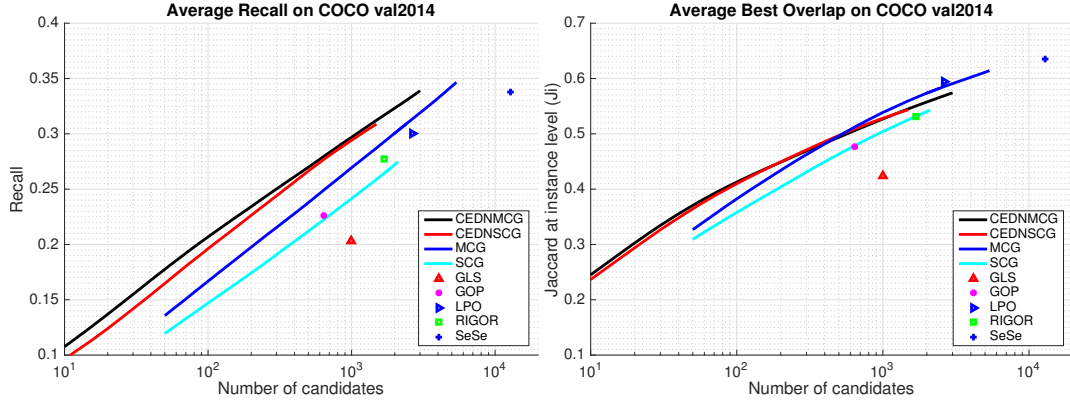 Average Recall on COCO val2014
0.4
0.35
0.3
0.25
0.2
0.15
0.1
Recall
10^1
10^2
10^3
10^4
Number of candidates
CEDNMCG
CEDNSCG
MCG
SCG
GLS
GOP
LPO
RIGOR
SeSe
Average Best Overlap on COCO val2014
0.7
0.6
0.5
0.4
0.3
0.2
0.1
Jaccard at instance level (Ji)
10^1
10^2
10^3
10^4
Number of candidates
CEDNMCG
CEDNSCG
MCG
SCG
GLS
GOP
LPO
RIGOR
SeSe